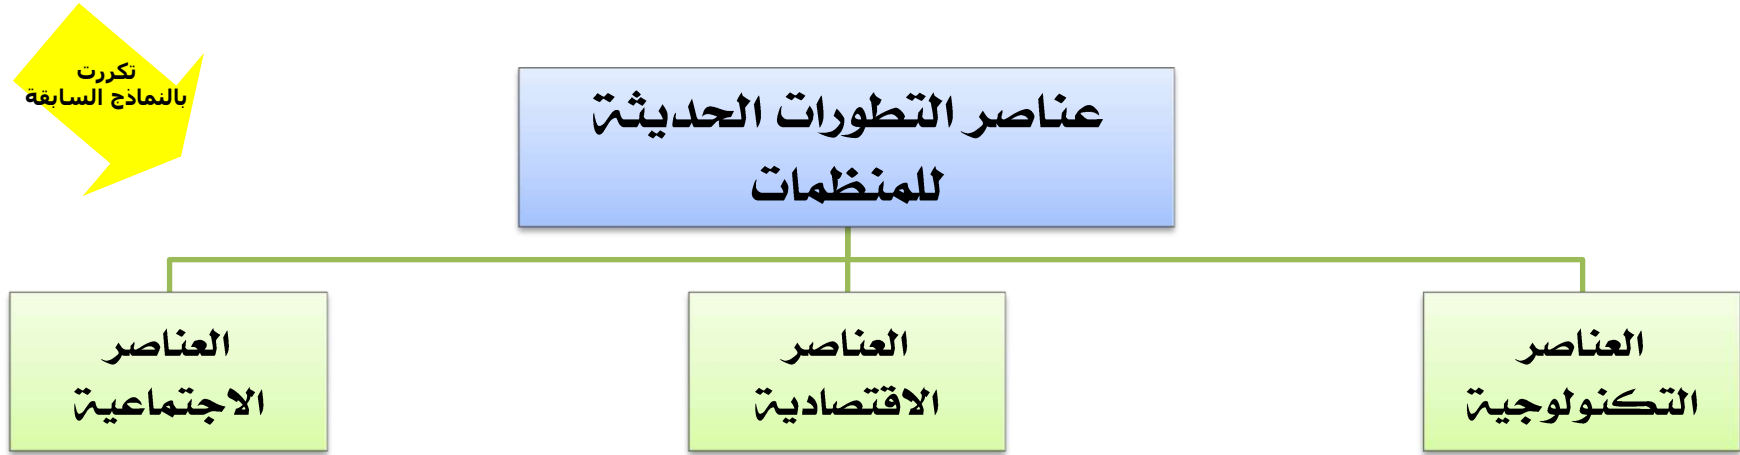 تكررت
بالنماذج السابقة
عناصر التطورات الحديثة
للمنظمات
العناصر
التكنولوجية
العناصر
الاقتصادية
العناصر
الاجتماعية